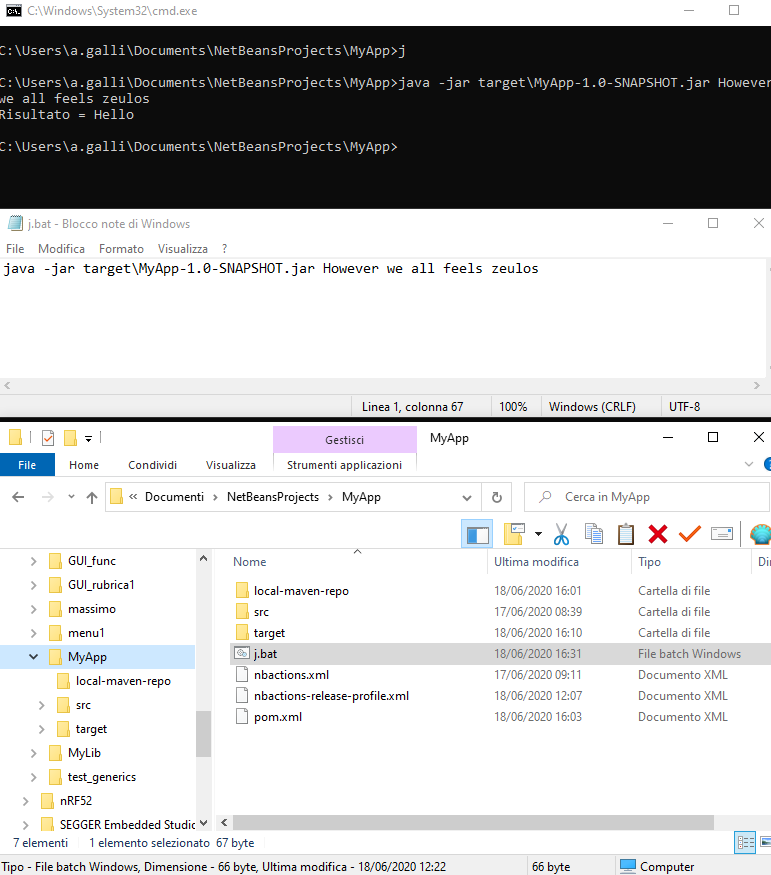 C:\Windows\System32\cmd.exe
C:\Users\a.galli\Documents\NetBeansProjects\MyApp>j
C:\Users\a.galli\Documents\NetBeansProjects\MyApp>java -jar target\MyApp-1.0-SNAPSHOT.jar However
we all feels zeulos
Risultato = Hello
C:\Users\a.galli\Documents\NetBeansProjects\MyApp>
j.bat - Blocco note di Windows
File Modifica Formato Visualizza ?
java -jar target\MyApp-1.0-SNAPSHOT.jar However we all feels zeulos
Linea 1, colonna 67 100% Windows (CRLF) UTF-8
Gestisci MyApp
File Home Condividi Visualizza Strumenti applicazioni
« Documenti > NetBeansProjects > MyApp Cerca in MyApp
Nome Ultima modifica Tipo
GUI_func
GUI_rubrica1
massimo
menu1
MyApp
local-maven-repo
src
target
MyLib
test_generics
nRF52
SEGGER Embedded Studio
local-maven-repo 18/06/2020 16:01 Cartella di file
src 17/06/2020 08:39 Cartella di file
target 18/06/2020 16:10 Cartella di file
j.bat 18/06/2020 16:31 File batch Windows
nbactions.xml 17/06/2020 09:11 Documento XML
nbactions-release-profile.xml 18/06/2020 12:07 Documento XML
pom.xml 18/06/2020 16:03 Documento XML
7 elementi 1 elemento selezionato 67 byte
Tipo - File batch Windows, Dimensione - 66 byte, Ultima modifica - 18/06/2020 12:22 66 byte Computer